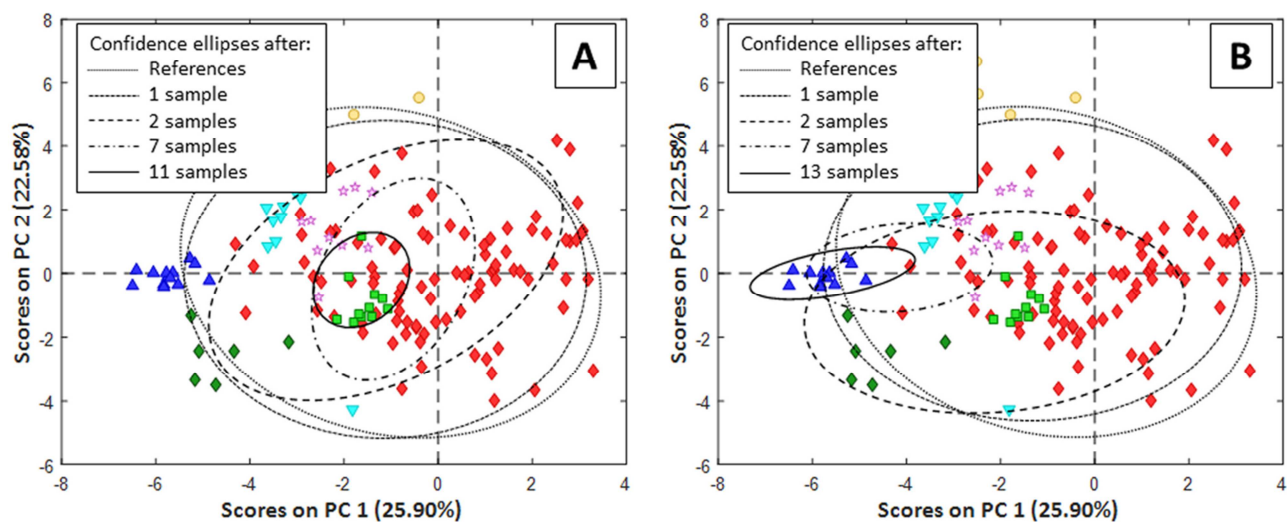 A
Confidence ellipses after:
References
1 sample
2 samples
7 samples
11 samples
Scores on PC 2 (22.58%)
8
6
4
2
0
-2
-4
-6
-8
-6
-4
-2
0
2
4
Scores on PC 1 (25.90%)
B
Confidence ellipses after:
References
1 sample
2 samples
7 samples
13 samples
Scores on PC 2 (22.58%)
8
6
4
2
0
-2
-4
-6
-8
-6
-4
-2
0
2
4
Scores on PC 1 (25.90%)